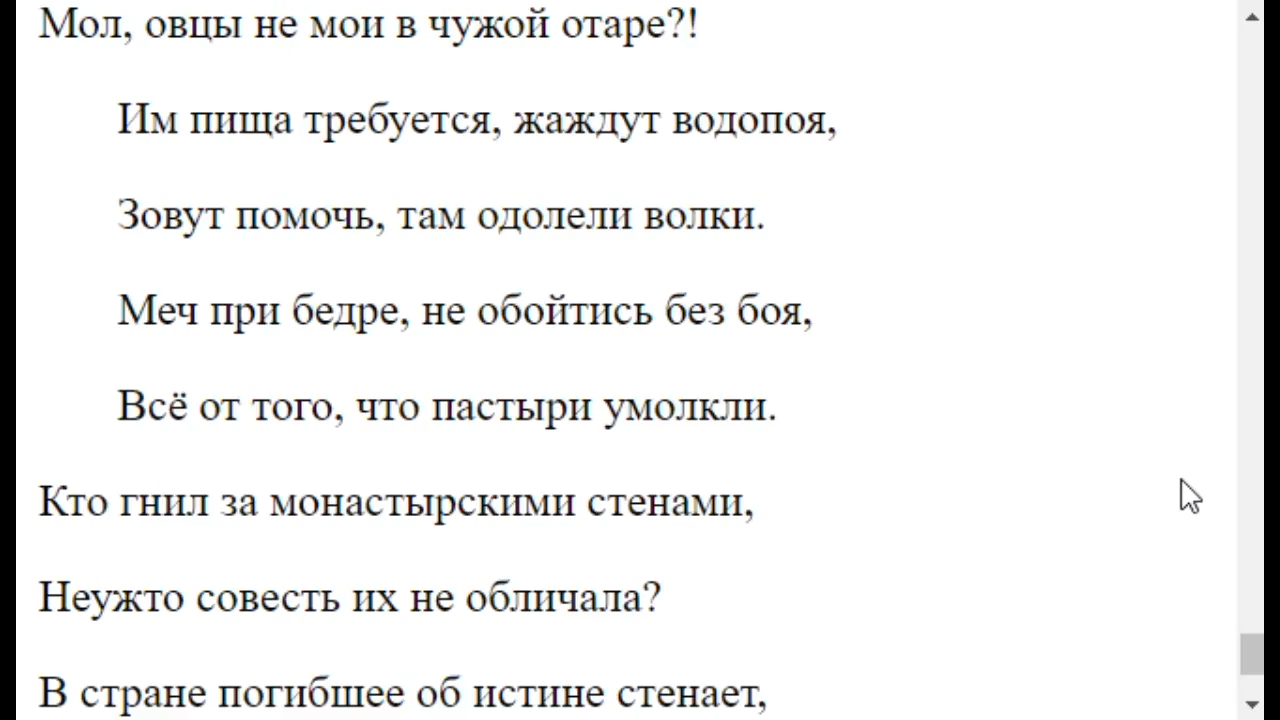 Мол, овцы не мои в чужой отаре?!
Им пища требуется, жаждут водопоя,
Зовут помочь, там одолели волки.
Меч при бедре, не обойтись без боя,
Всё от того, что пастыри умолкли.
Кто гнил за монастырскими стенами,
Неужто совесть их не обличала?
В стране погибшее об истине стенает,